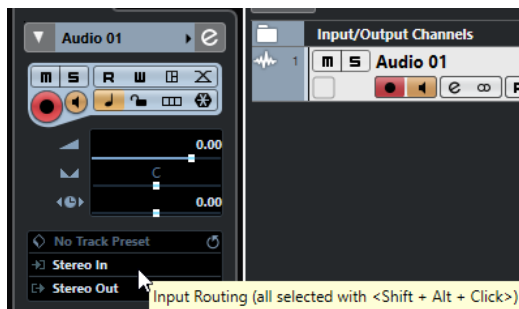 Audio 01
e
m S R W
0.00
C
0.00
No Track Preset
Stereo In
Stereo Out
Input/Output Channels
1 m S Audio 01
e
Input Routing (all selected with <Shift + Alt + Click>)